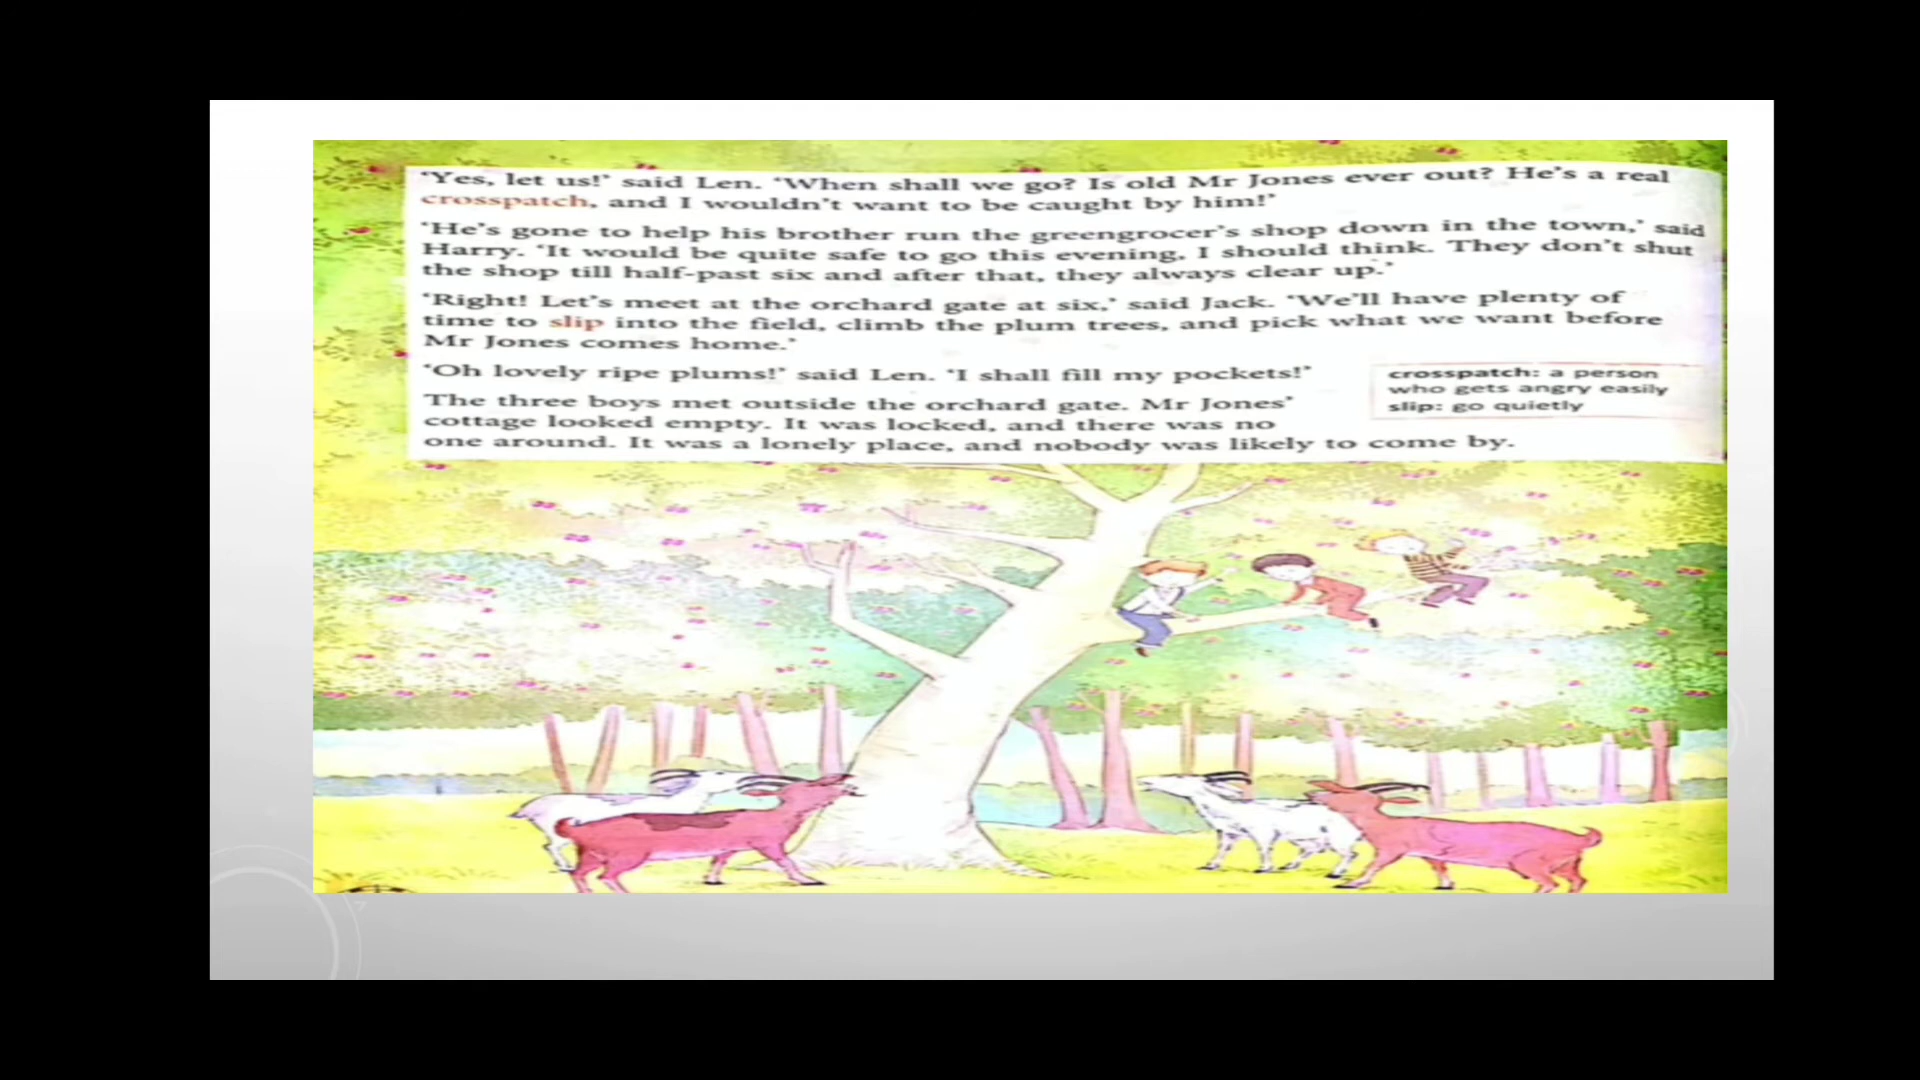 ‘Yes, let us!’ said Len. ‘When shall we go? Is old Mr Jones ever out? He’s a real
crosspatch, and I wouldn’t want to be caught by him!’
‘He’s gone to help his brother run the greengrocer’s shop down in the town,’ said
Harry. ‘It would be quite safe to go this evening, I should think. They don’t shut
the shop till half-past six and after that, they always clear up.’
‘Right! Let’s meet at the orchard gate at six,’ said Jack. ‘We’ll have plenty of
time to slip into the field, climb the plum trees, and pick what we want before
Mr Jones comes home.’
‘Oh lovely ripe plums!’ said Len. ‘I shall fill my pockets!’
The three boys met outside the orchard gate. Mr Jones’
cottage looked empty. It was locked, and there was no
one around. It was a lonely place, and nobody was likely to come by.
crosspatch: a person
who gets angry easily
slip: go quietly